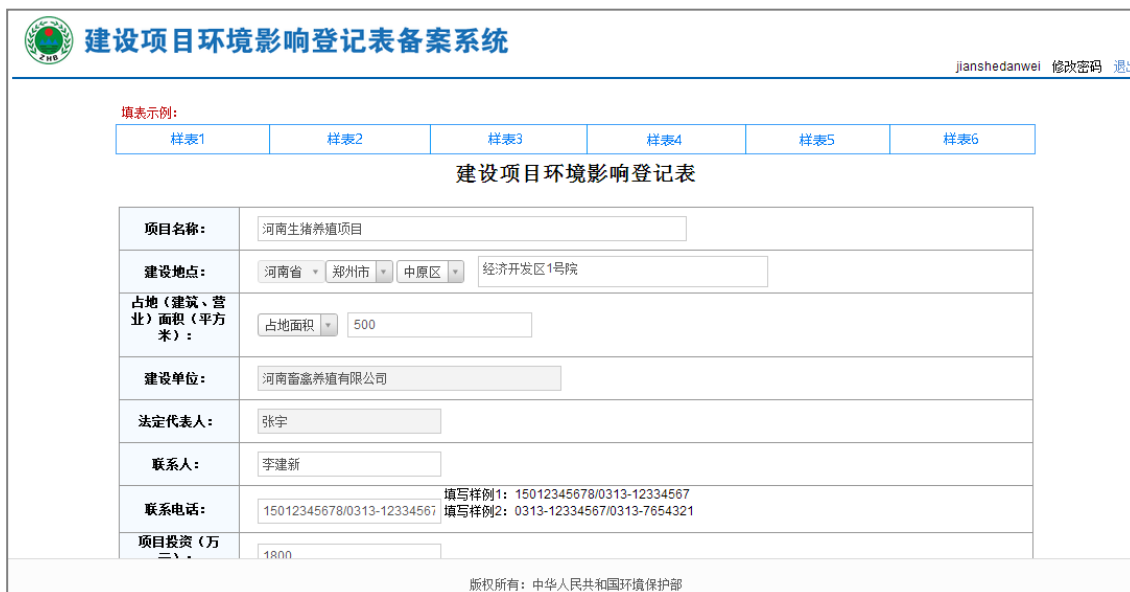 ZHB
建设项目环境影响登记表备案系统
jianshedanwei 修改密码 退出
填表示例:
样表1 样表2 样表3 样表4 样表5 样表6
建设项目环境影响登记表
项目名称: 河南生猪养殖项目
建设地点: 河南省 郑州市 中原区 经济开发区1号院
占地(建筑、营
业)面积(平方
米): 占地面积 500
建设单位: 河南畜禽养殖有限公司
法定代表人: 张宇
联系人: 李建新
填写样例1:15012345678/0313-12334567
联系电话: 15012345678/0313-12334567 填写样例2:0313-12334567/0313-7654321
项目投资(万
元): 1800
版权所有:中华人民共和国环境保护部